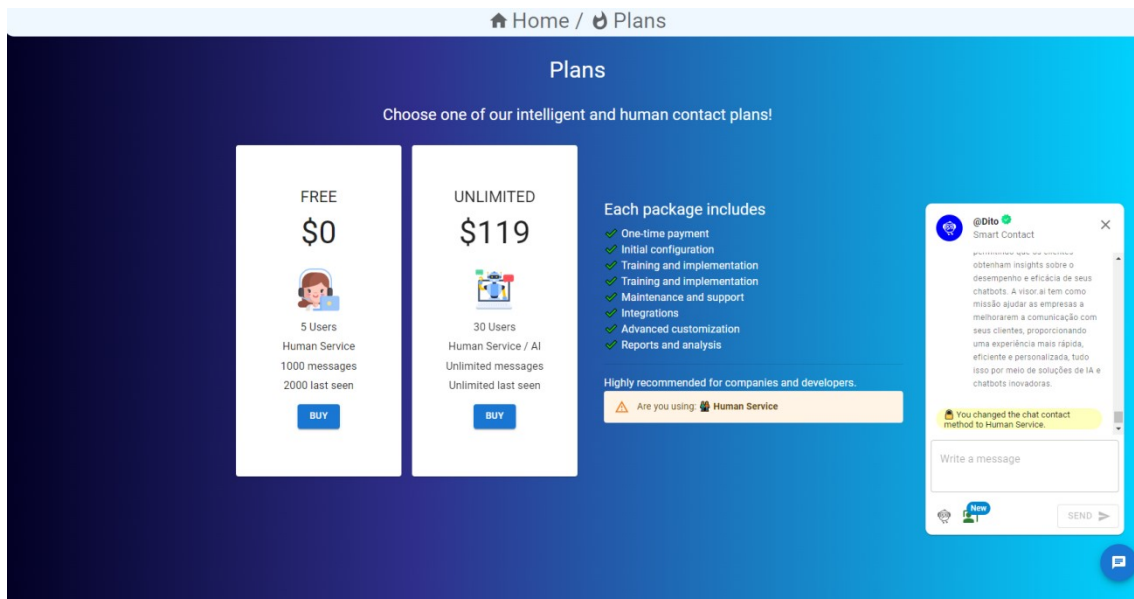 Home / Plans
Plans
Choose one of our intelligent and human contact plans!
FREE
$0
5 Users
Human Service
1000 messages
2000 last seen
BUY
UNLIMITED
$119
30 Users
Human Service / AI
Unlimited messages
Unlimited last seen
BUY
Each package includes
One-time payment
Initial configuration
Training and implementation
Training and implementation
Maintenance and support
Integrations
Advanced customization
Reports and analysis
Highly recommended for companies and developers.
Are you using: Human Service
@Dito
Smart Contact
obtenham insights sobre o
desempenho e eficácia de seus
chatbots. A visor.ai tem como
missão ajudar as empresas a
melhorarem a comunicação com
seus clientes, proporcionando
uma experiência mais rápida,
eficiente e personalizada, tudo
isso por meio de soluções de IA e
chatbots inovadoras.
You changed the chat contact
method to Human Service.
Write a message
New
SEND